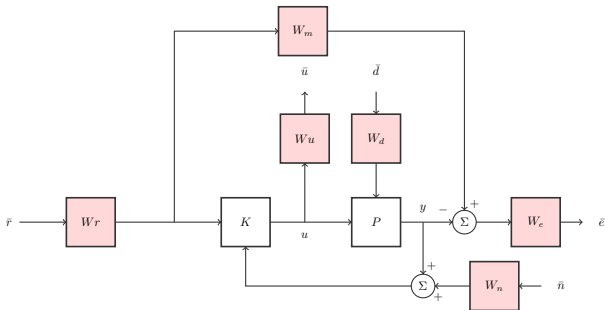 W_m
ū d̄
Wu W_d
r̄ Wr K u P y − + Σ W_e ē
+
Σ + W_n n̄